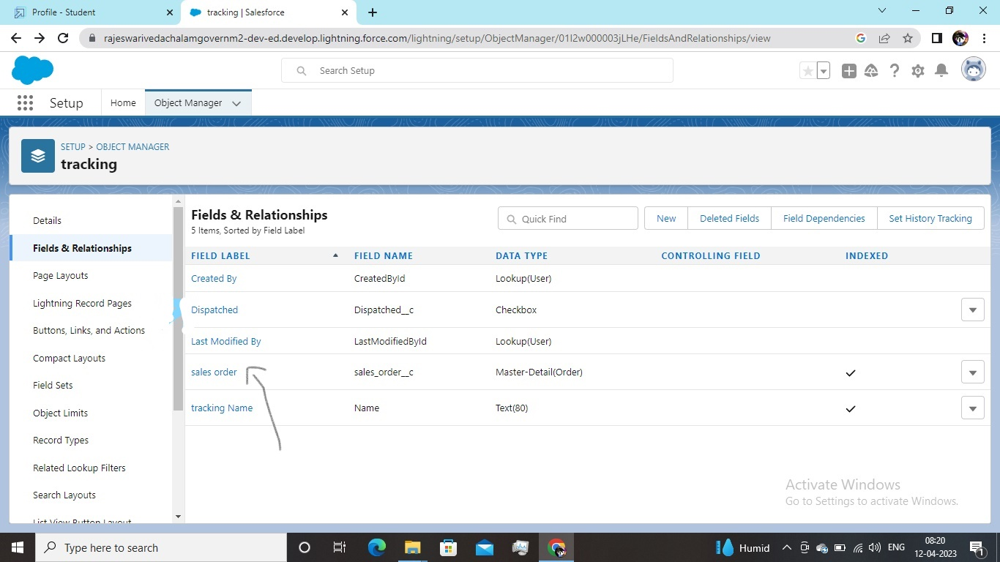 Profile - Student
tracking | Salesforce
rajeswarivedachalamgovernm2-dev-ed.develop.lightning.force.com/lightning/setup/ObjectManager/01I2w000003jLHe/FieldsAndRelationships/view
Search Setup
Setup
Home
Object Manager
SETUP > OBJECT MANAGER
tracking
Details
Fields & Relationships
Page Layouts
Lightning Record Pages
Buttons, Links, and Actions
Compact Layouts
Field Sets
Object Limits
Record Types
Related Lookup Filters
Search Layouts
List View Button Layout
Fields & Relationships
5 Items, Sorted by Field Label
Quick Find
New
Deleted Fields
Field Dependencies
Set History Tracking
FIELD LABEL FIELD NAME DATA TYPE CONTROLLING FIELD INDEXED
Created By CreatedById Lookup(User)
Dispatched Dispatched__c Checkbox
Last Modified By LastModifiedById Lookup(User)
sales order sales_order__c Master-Detail(Order)
tracking Name Name Text(80)
Activate Windows
Go to Settings to activate Windows.
Type here to search
Humid
ENG
08:20
12-04-2023
1